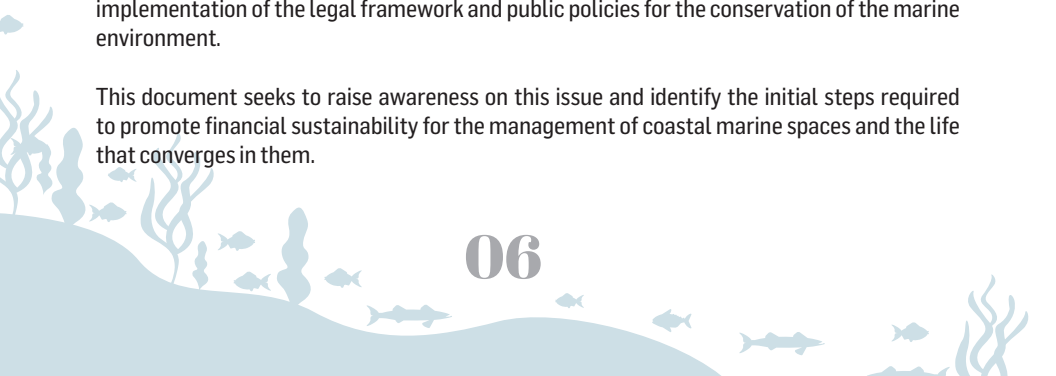 implementation of the legal framework and public policies for the conservation of the marine
environment.
This document seeks to raise awareness on this issue and identify the initial steps required
to promote financial sustainability for the management of coastal marine spaces and the life
that converges in them.
06